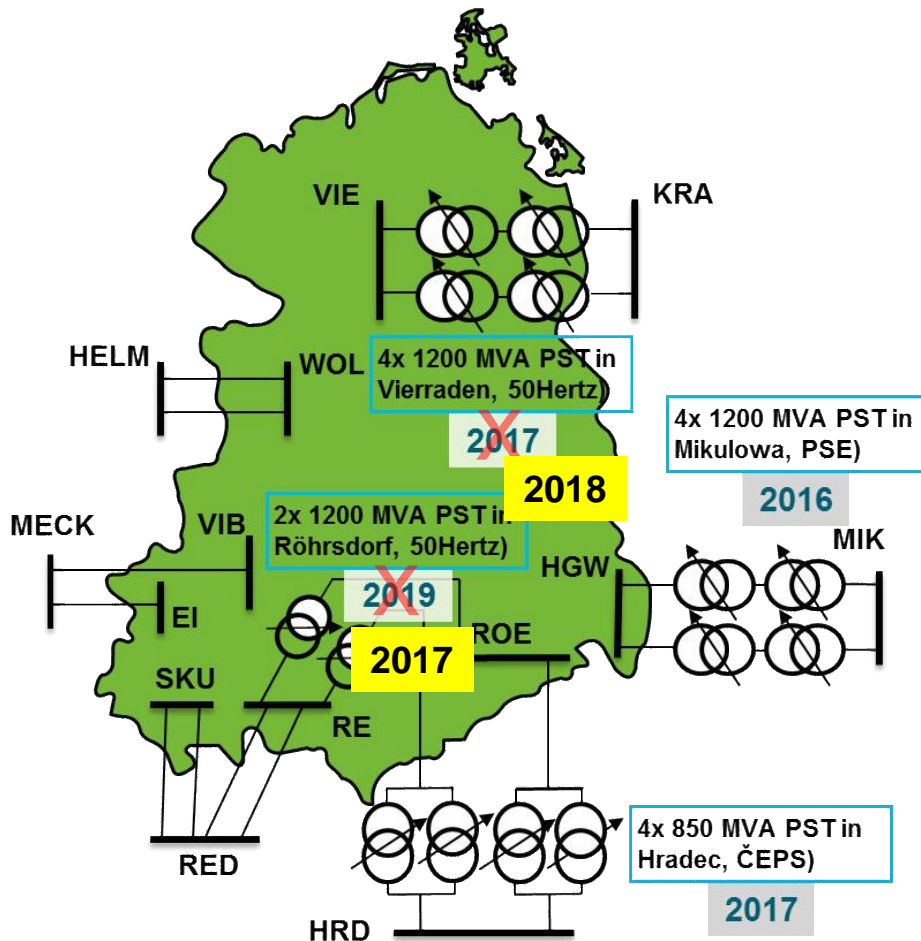 VIE
KRA
HELM
WOL
4x 1200 MVA PST in
Vierraden, 50Hertz)
2017
X
2018
4x 1200 MVA PST in
Mikulowa, PSE)
2016
MECK
VIB
2x 1200 MVA PST in
Röhrsdorf, 50Hertz)
2019
X
2017
HGW
MIK
EI
ROE
SKU
RE
RED
4x 850 MVA PST in
Hradec, ČEPS)
2017
HRD